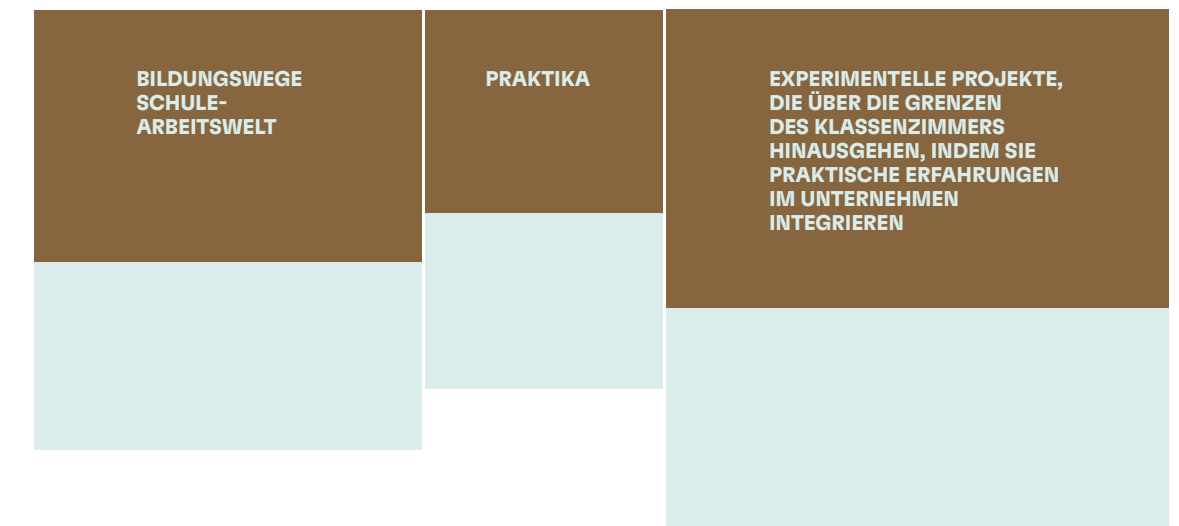 BILDUNGSWEGE
SCHULE-
ARBEITSWELT
PRAKTIKA
EXPERIMENTELLE PROJEKTE,
DIE ÜBER DIE GRENZEN
DES KLASSENZIMMERS
HINAUSGEHEN, INDEM SIE
PRAKTISCHE ERFAHRUNGEN
IM UNTERNEHMEN
INTEGRIEREN